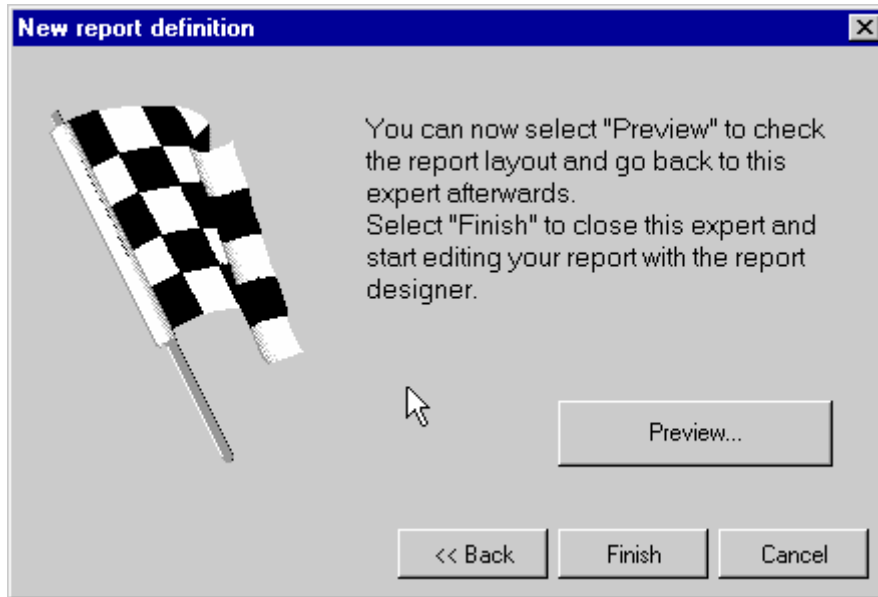 New report definition
You can now select "Preview" to check
the report layout and go back to this
expert afterwards.
Select "Finish" to close this expert and
start editing your report with the report
designer.
Preview...
<< Back Finish Cancel